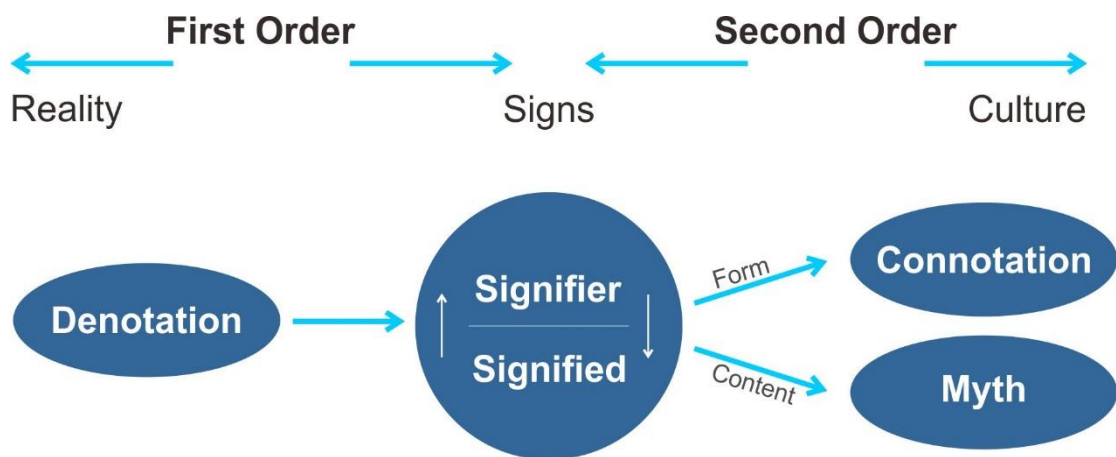 First Order
Second Order
Reality
Signs
Culture
Denotation
Signifier
Signified
Form
Content
Connotation
Myth